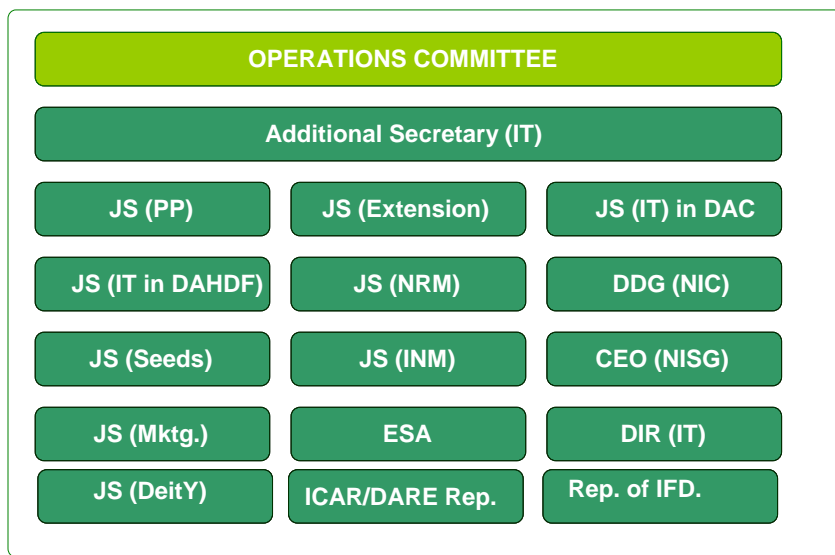 OPERATIONS COMMITTEE
Additional Secretary (IT)
JS (PP)
JS (Extension)
JS (IT) in DAC
JS (IT in DAHDF)
JS (NRM)
DDG (NIC)
JS (Seeds)
JS (INM)
CEO (NISG)
JS (Mktg.)
ESA
DIR (IT)
JS (DeitY)
ICAR/DARE Rep.
Rep. of IFD.